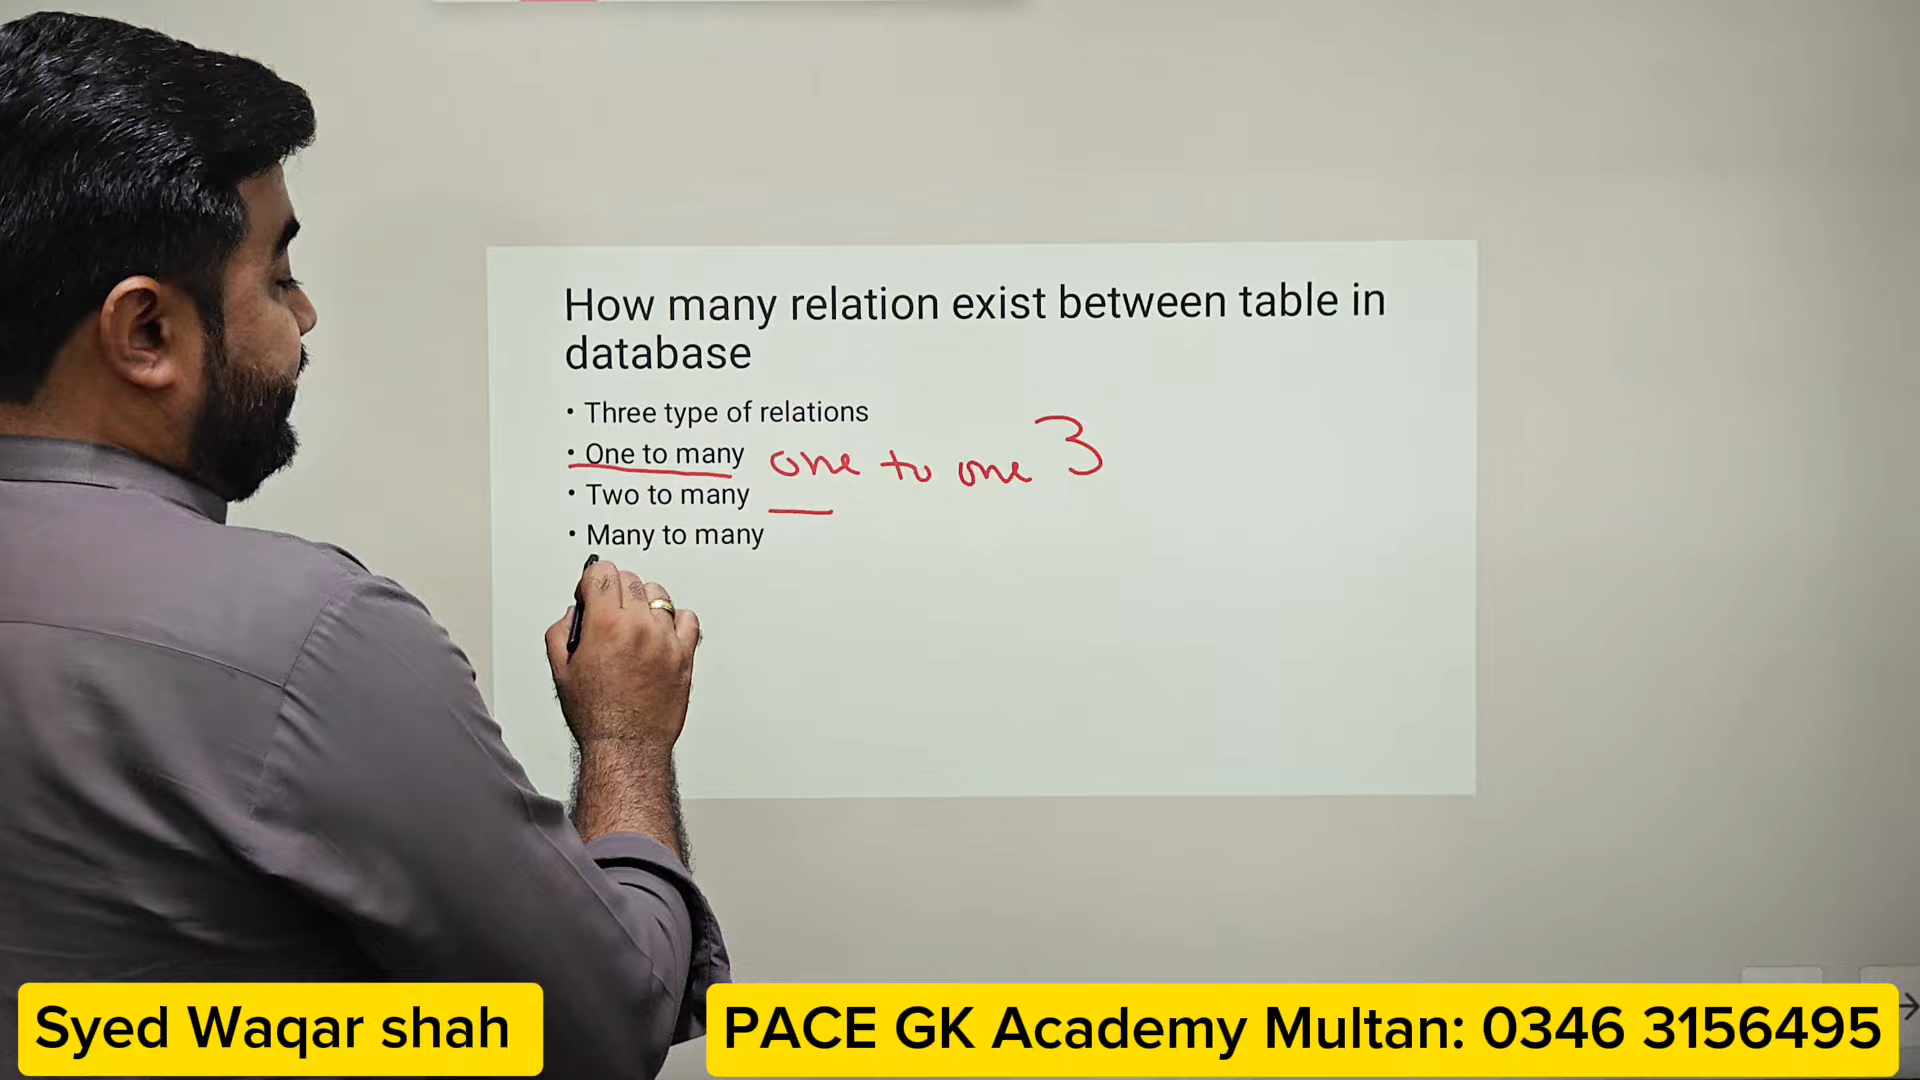 How many relation exist between table in
database
• Three type of relations
• One to many one to one 3
• Two to many
• Many to many
Syed Waqar shah
PACE GK Academy Multan: 0346 3156495